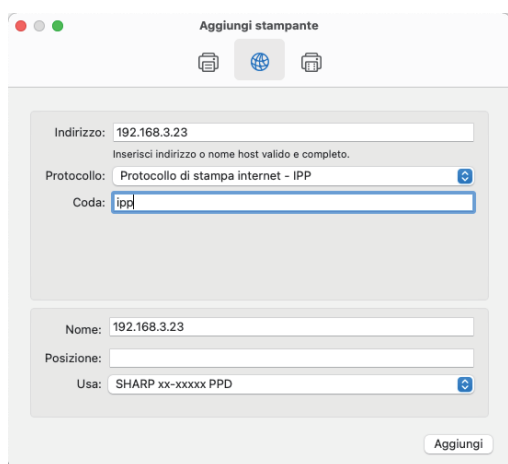 Aggiungi stampante
Indirizzo: 192.168.3.23
Inserisci indirizzo o nome host valido e completo.
Protocollo: Protocollo di stampa internet - IPP
Coda: ipp
Nome: 192.168.3.23
Posizione:
Usa: SHARP xx-xxxxx PPD
Aggiungi